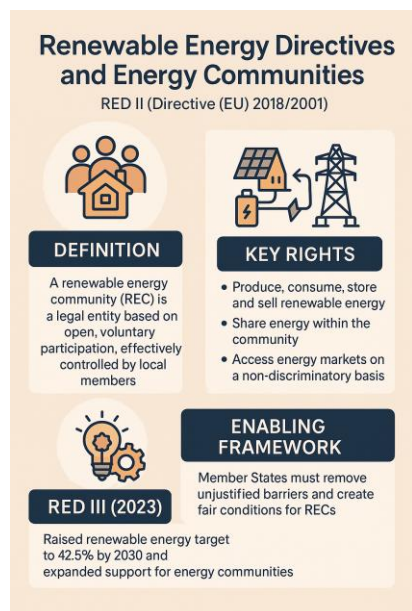 Renewable Energy Directives
and Energy Communities
RED II (Directive (EU) 2018/2001)
DEFINITION
A renewable energy
community (REC) is
a legal entity based on
open, voluntary
participation, effectively
controlled by local
members
KEY RIGHTS
• Produce, consume, store
and sell renewable energy
• Share energy within the
community
• Access energy markets on
a non-discriminatory basis
ENABLING
FRAMEWORK
Member States must remove
unjustified barriers and create
fair conditions for RECs
RED III (2023)
Raised renewable energy target
to 42.5% by 2030 and
expanded support for energy communities